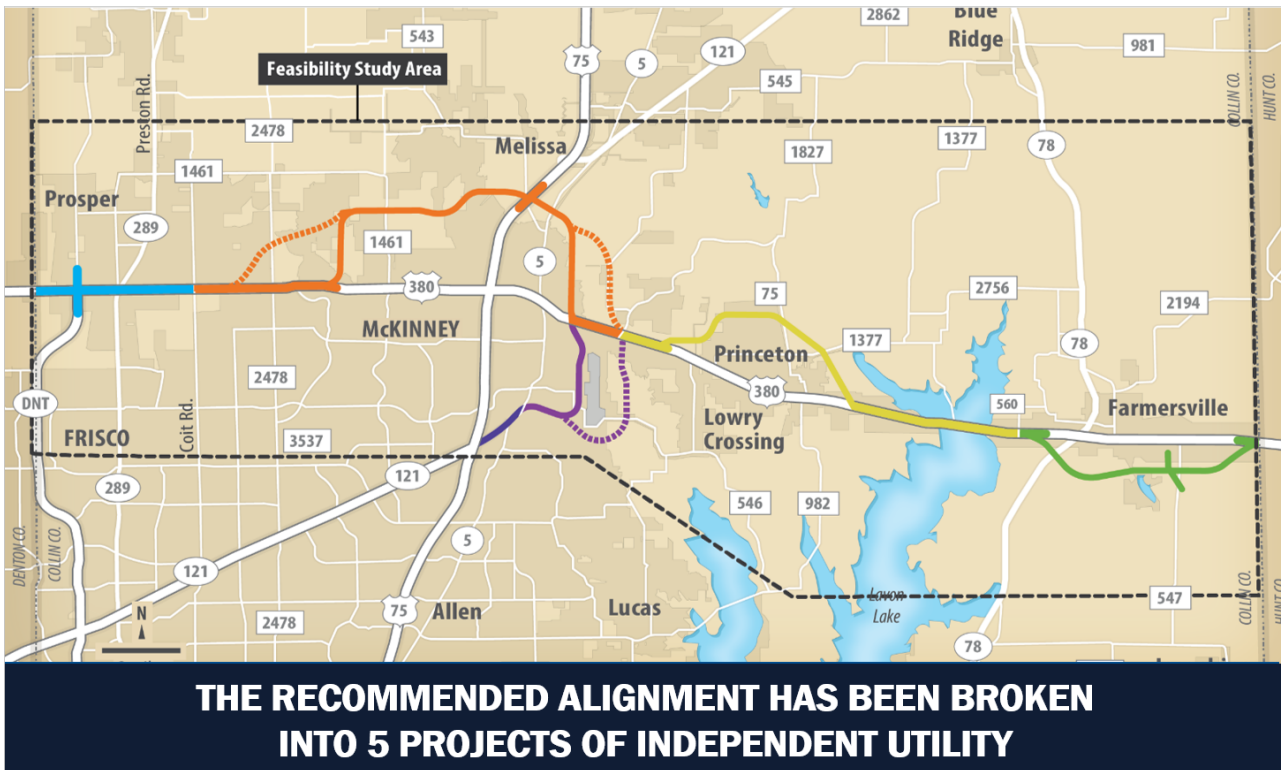 2862
Blue
Ridge
543
75
5
121
981
Feasibility Study Area
545
Preston Rd.
COLLIN CO.
HUNT CO.
2478
1377
78
Melissa
1827
1461
Prosper
289
1461
5
380
75
2756
2194
McKINNEY
1377
Princeton
2478
380
78
DNT
Coit Rd.
Lowry
Crossing
560
Farmersville
FRISCO
3537
121
289
546
982
5
DENTON CO.
COLLIN CO.
121
Lavon
Lake
547
COLLIN CO.
N
75
Allen
Lucas
2478
78
THE RECOMMENDED ALIGNMENT HAS BEEN BROKEN
INTO 5 PROJECTS OF INDEPENDENT UTILITY